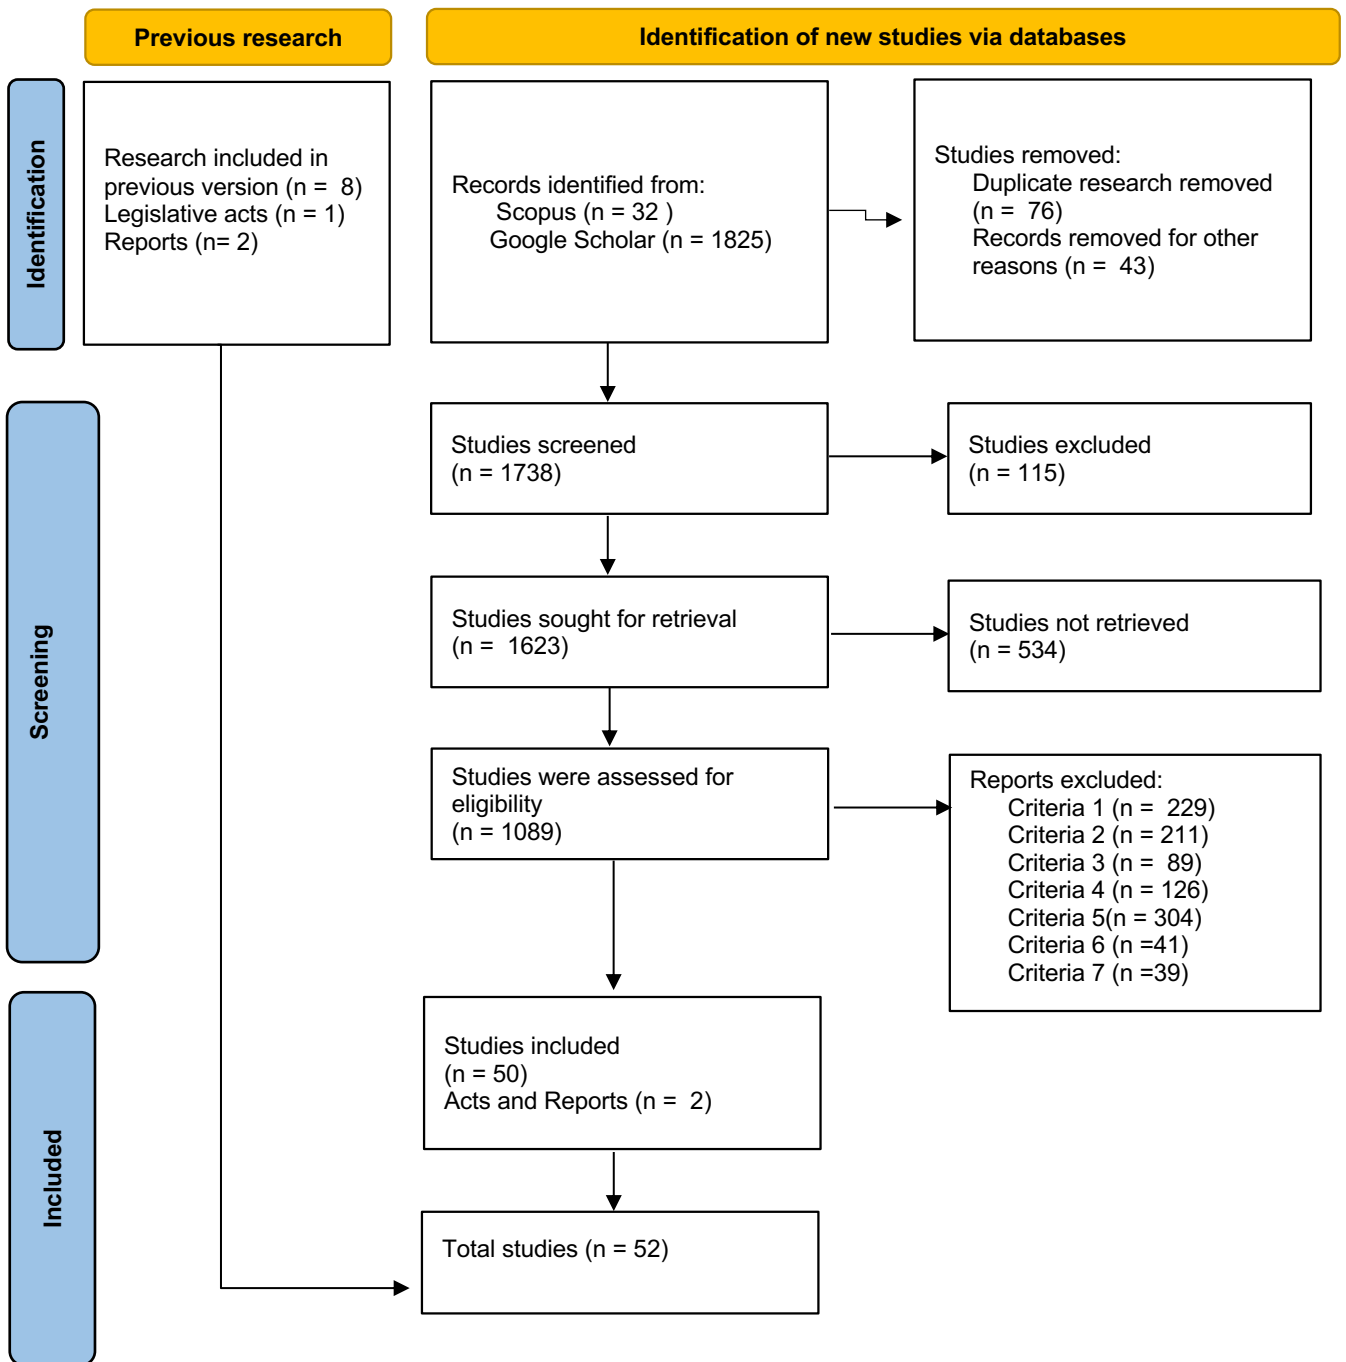 Previous research
Identification of new studies via databases
Identification
Research included in
previous version (n =  8)
Legislative acts (n = 1)
Reports (n= 2)
Records identified from:
Scopus (n = 32 )
Google Scholar (n = 1825)
Studies removed:
Duplicate research removed
(n =  76)
Records removed for other
reasons (n =  43)
Screening
Studies screened
(n = 1738)
Studies excluded
(n = 115)
Studies sought for retrieval
(n =  1623)
Studies not retrieved
(n = 534)
Studies were assessed for
eligibility
(n = 1089)
Reports excluded:
Criteria 1 (n =  229)
Criteria 2 (n = 211)
Criteria 3 (n =  89)
Criteria 4 (n = 126)
Criteria 5(n = 304)
Criteria 6 (n =41)
Criteria 7 (n =39)
Included
Studies included
(n = 50)
Acts and Reports (n =  2)
Total studies (n = 52)